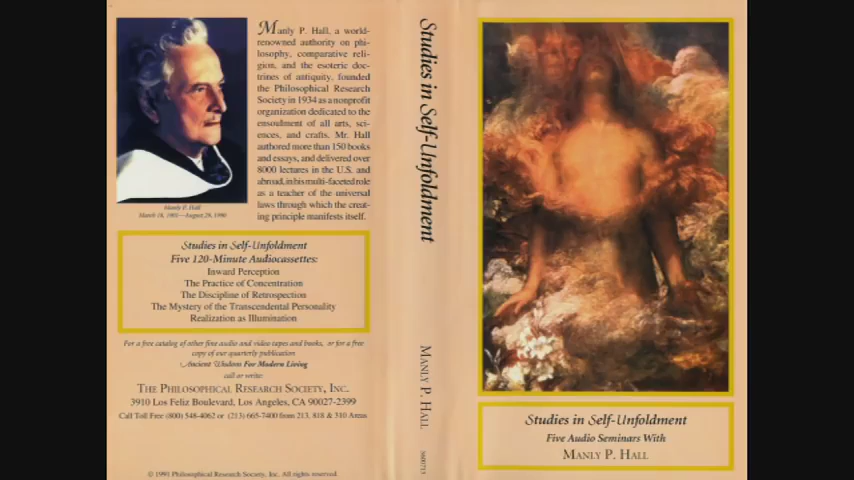 Manly P. Hall, a world-
renowned authority on phi-
losophy, comparative reli-
gion, and the esoteric doc-
trines of antiquity, founded
the Philosophical Research
Society in 1934 as a nonprofit
organization dedicated to the
ensoulment of all arts, sci-
ences, and crafts. Mr. Hall
authored more than 150 books
and essays, and delivered over
8000 lectures in the U.S. and
abroad, in his multi-faceted role
as a teacher of the universal
laws through which the creat-
ing principle manifests itself.
Manly P. Hall
March 18, 1901—August 29, 1990
Studies in Self-Unfoldment
Five 120-Minute Audiocassettes:
Inward Perception
The Practice of Concentration
The Discipline of Retrospection
The Mystery of the Transcendental Personality
Realization as Illumination
For a free catalog of other fine audio and video tapes and books, or for a free
copy of our quarterly publication
Ancient Wisdom For Modern Living
call or write:
THE PHILOSOPHICAL RESEARCH SOCIETY, INC.
3910 Los Feliz Boulevard, Los Angeles, CA 90027-2399
Call Toll Free (800) 548-4062 or (213) 665-7400 from 213, 818 & 310 Areas
© 1991 Philosophical Research Society, Inc. All rights reserved.
Studies in Self-Unfoldment
MANLY P. HALL
Studies in Self-Unfoldment
Five Audio Seminars With
MANLY P. HALL